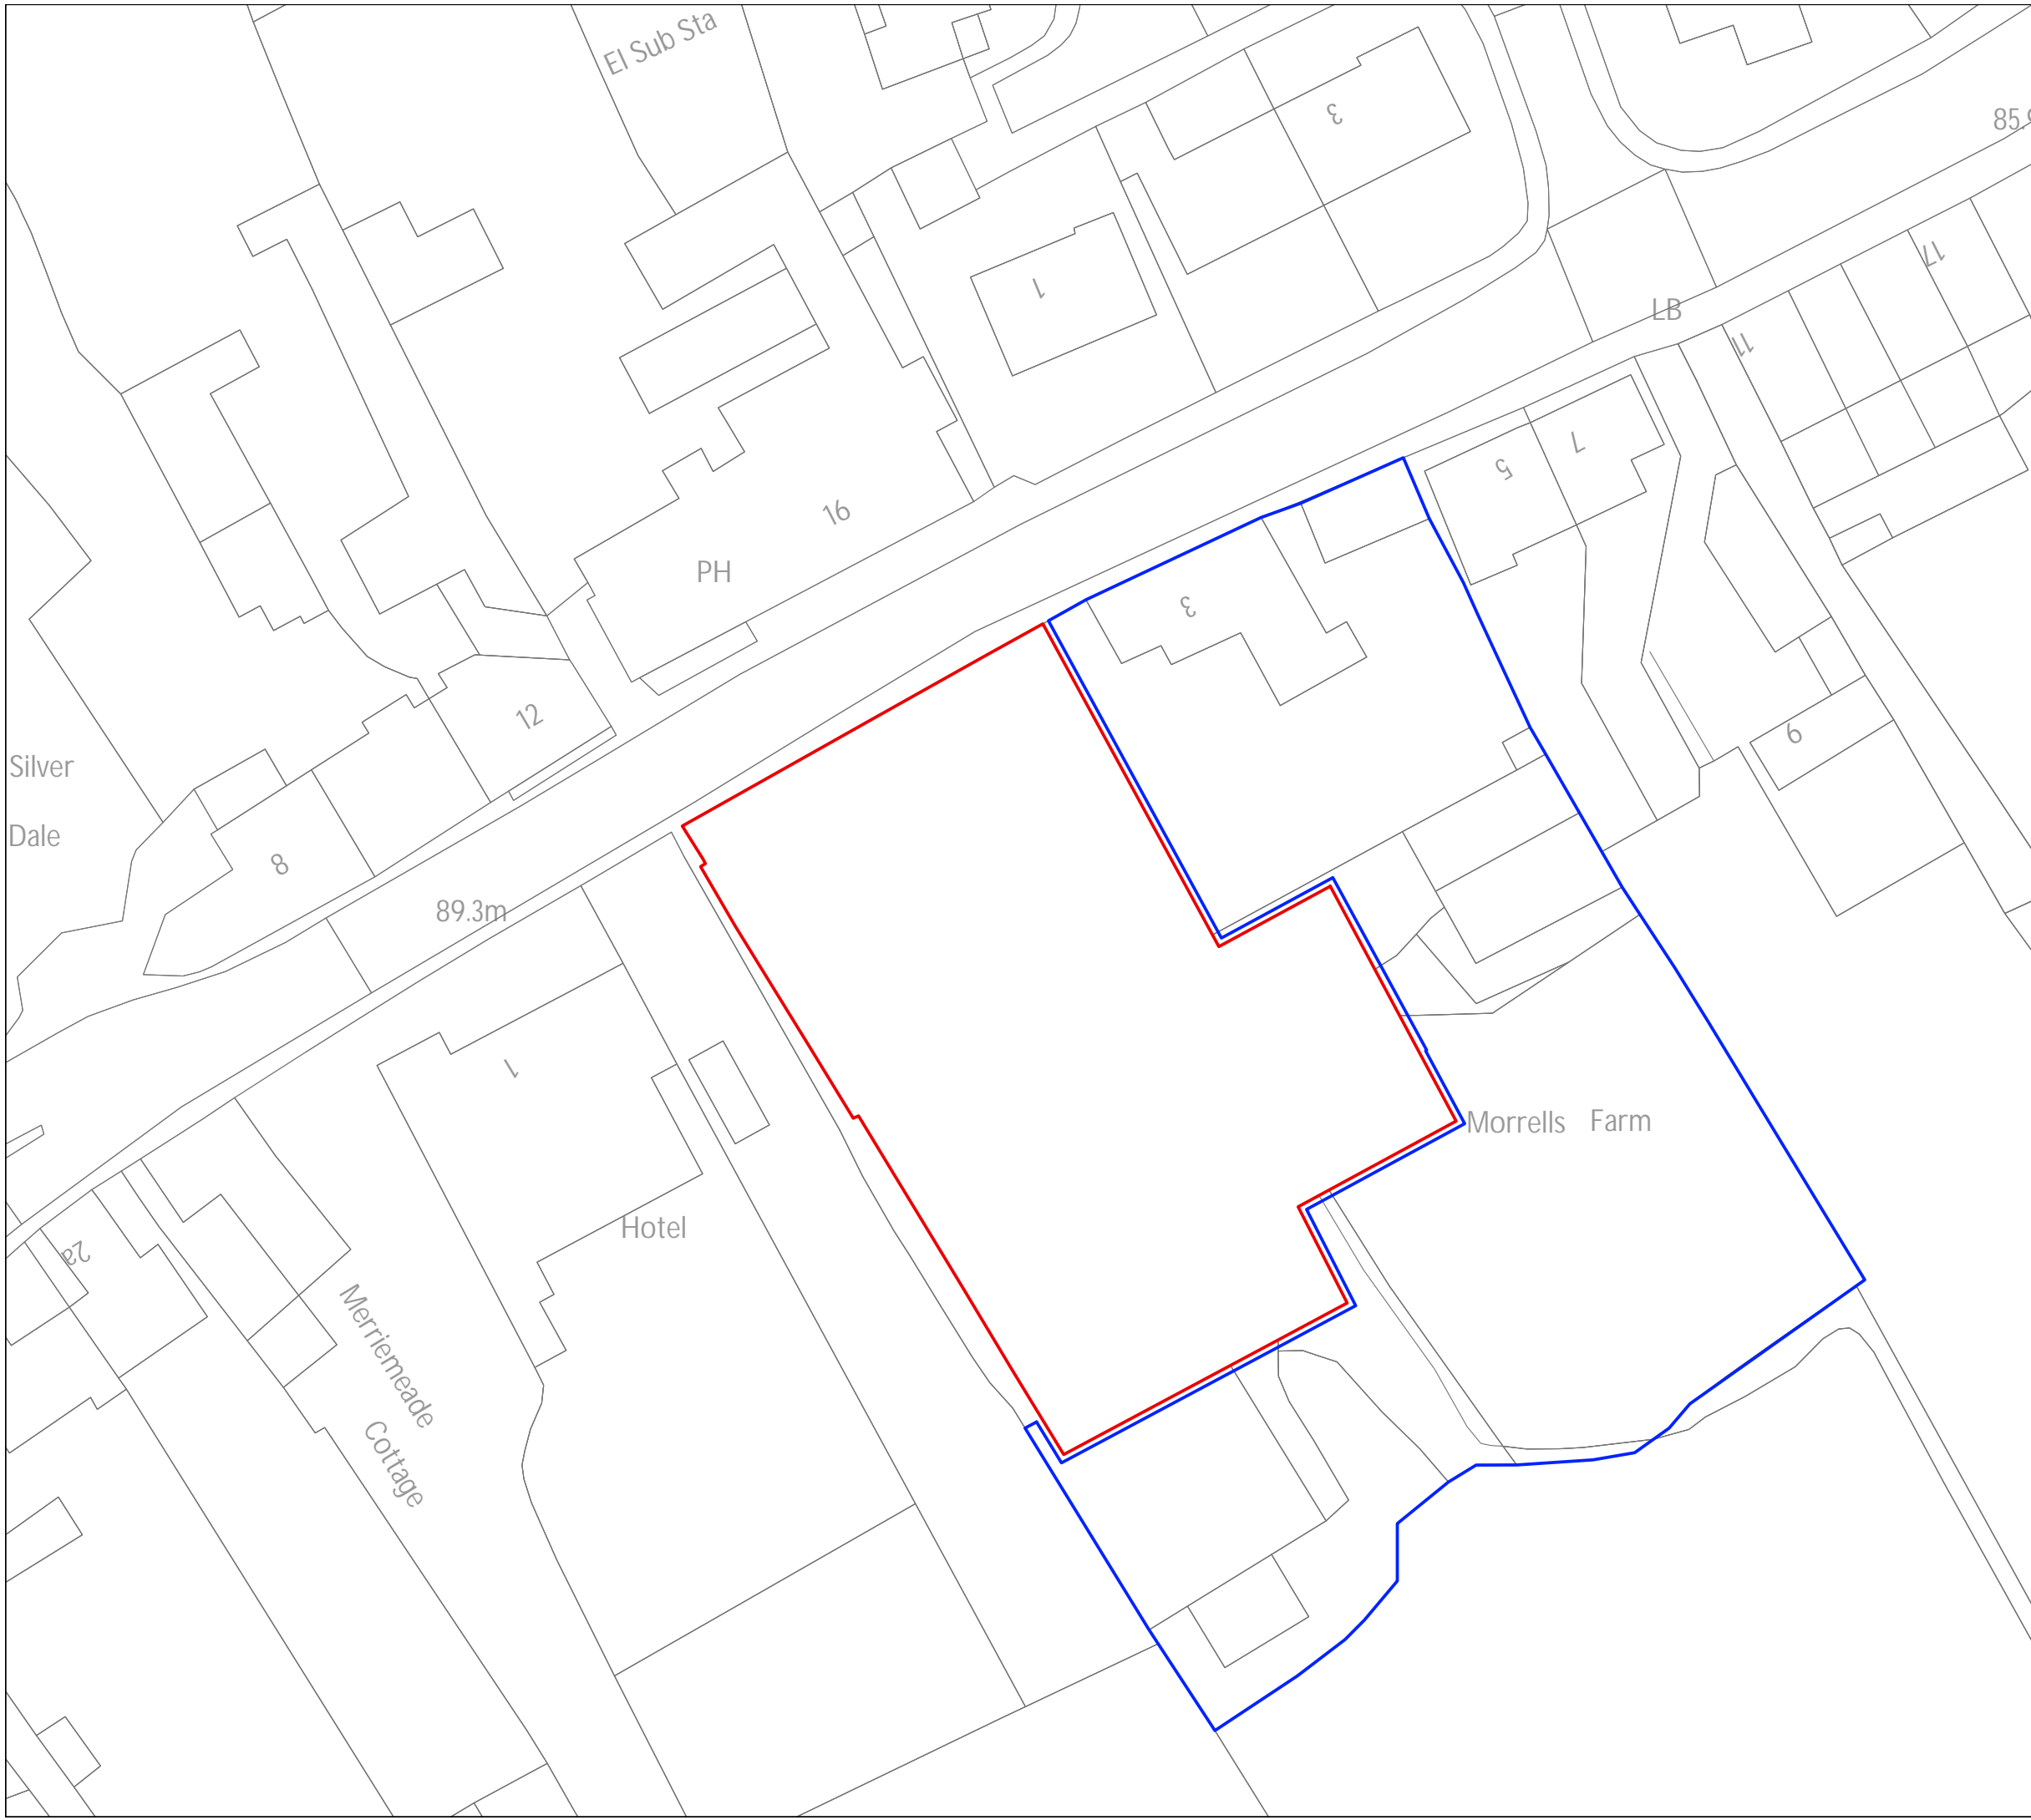 El Sub Sta
3
85.9
1
17
LB
11
7
5
16
PH
3
12
6
Silver
Dale
8
89.3m
1
Morrells Farm
Hotel
2a
Merriemeade
Cottage